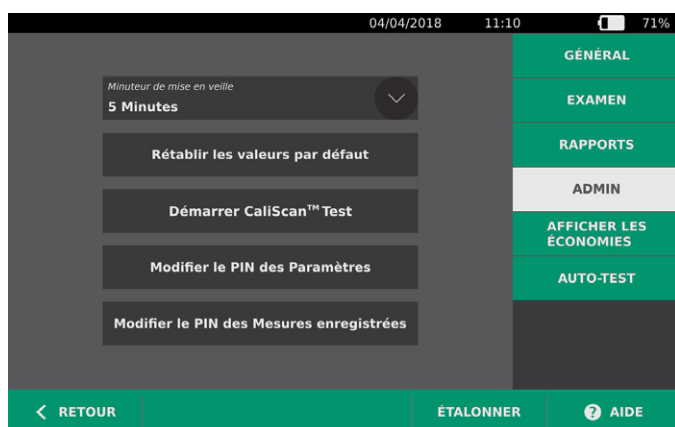 04/04/2018 11:10 71%
Minuteur de mise en veille
5 Minutes
Rétablir les valeurs par défaut
Démarrer CaliScan™ Test
Modifier le PIN des Paramètres
Modifier le PIN des Mesures enregistrées
GÉNÉRAL
EXAMEN
RAPPORTS
ADMIN
AFFICHER LES
ÉCONOMIES
AUTO-TEST
RETOUR
ÉTALONNER
? AIDE